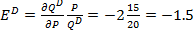 E^D = ∂Q^D/∂P P/Q^D = −2 15/20 = −1.5